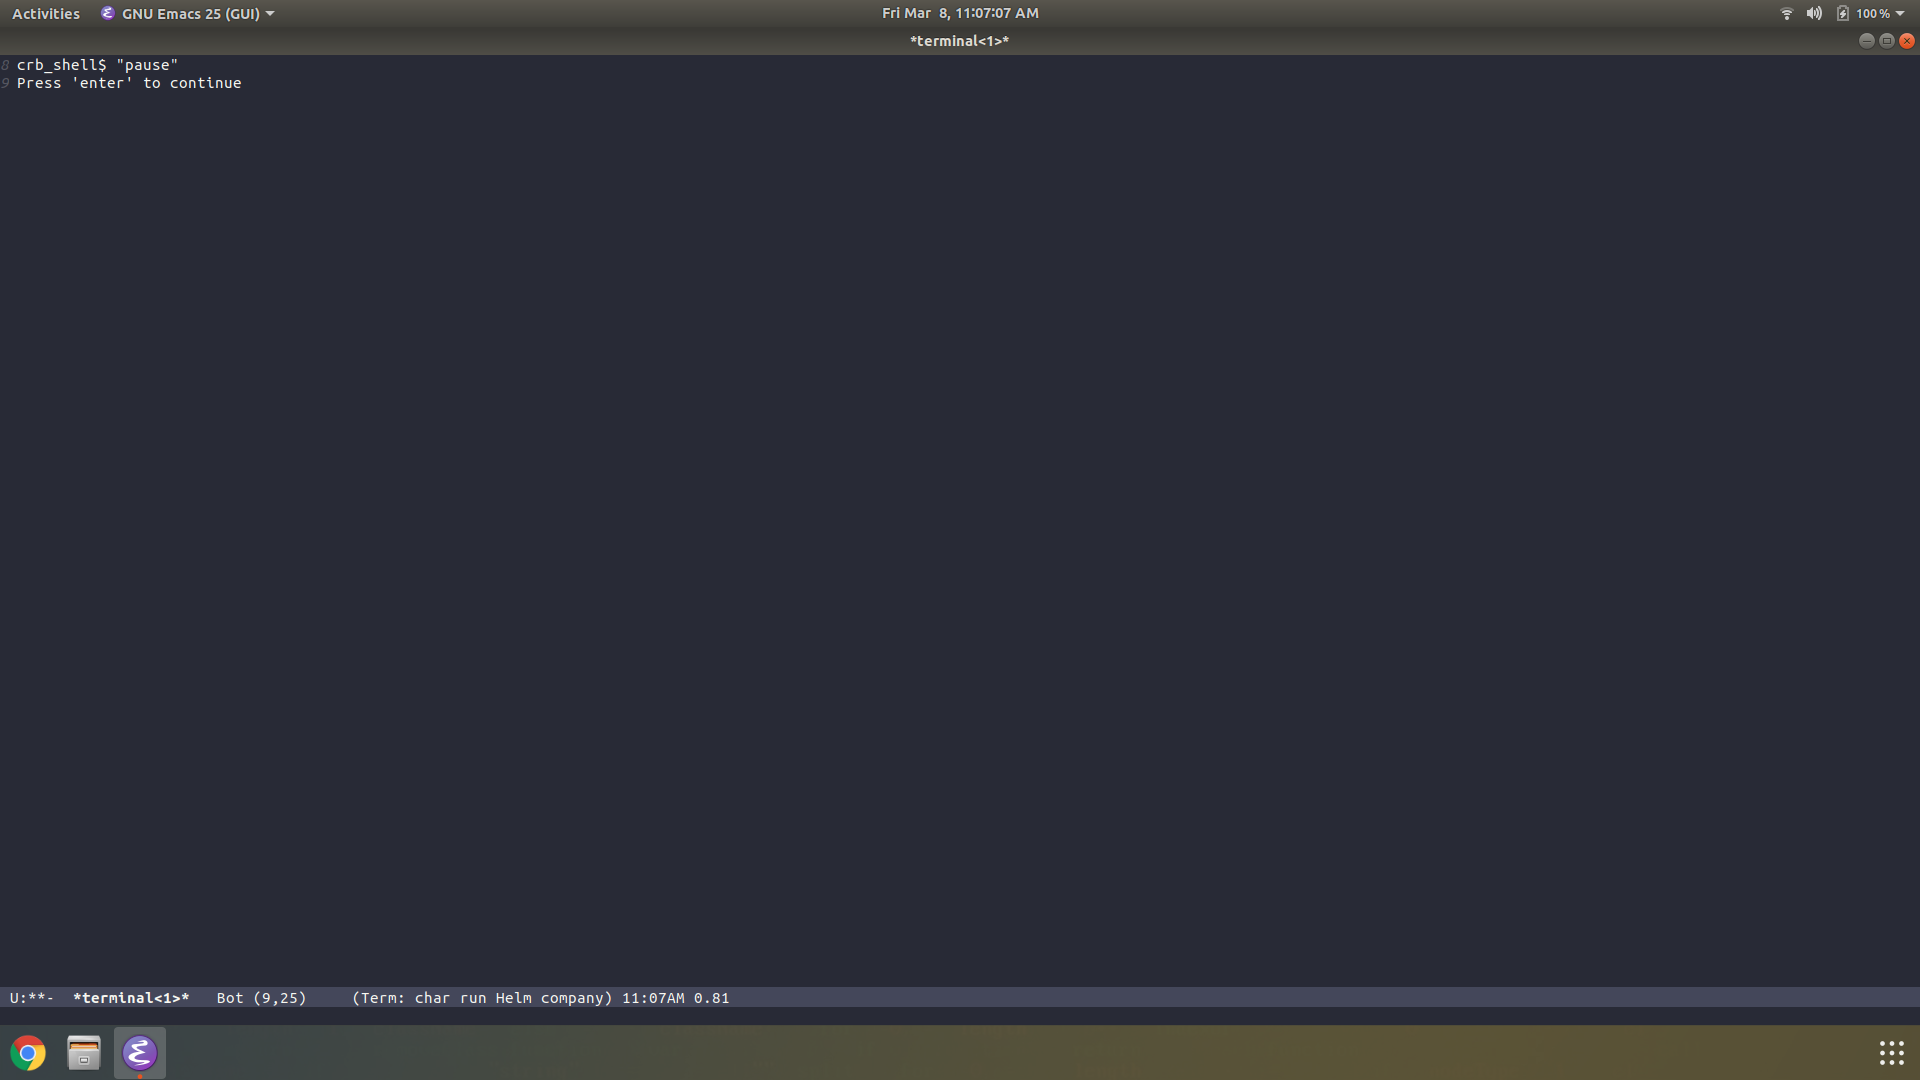 Activities GNU Emacs 25 (GUI) Fri Mar 8, 11:07:07 AM 100 %
*terminal<1>*
8 crb_shell$ "pause"
9 Press 'enter' to continue
U:**- *terminal<1>* Bot (9,25) (Term: char run Helm company) 11:07AM 0.81